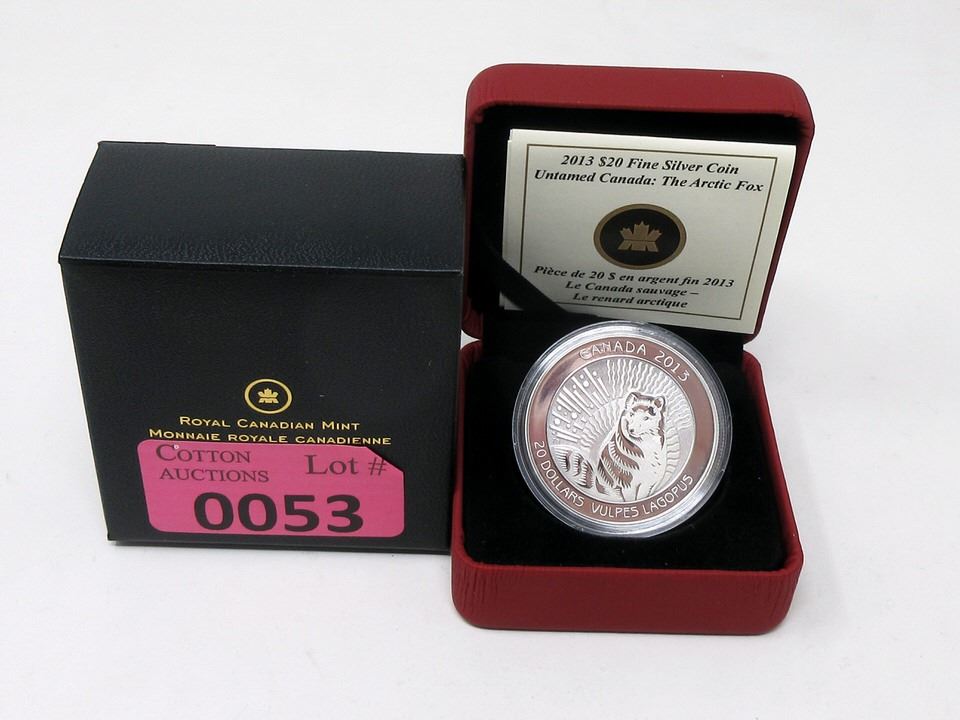 ROYAL CANADIAN MINT
MONNAIE ROYALE CANADIENNE
COTTON
AUCTIONS
Lot #
0053
2013 $20 Fine Silver Coin
Untamed Canada: The Arctic Fox
Pièce de 20 $ en argent fin 2013
Le Canada sauvage –
Le renard arctique
CANADA 2013
20 DOLLARS VULPES LAGOPUS